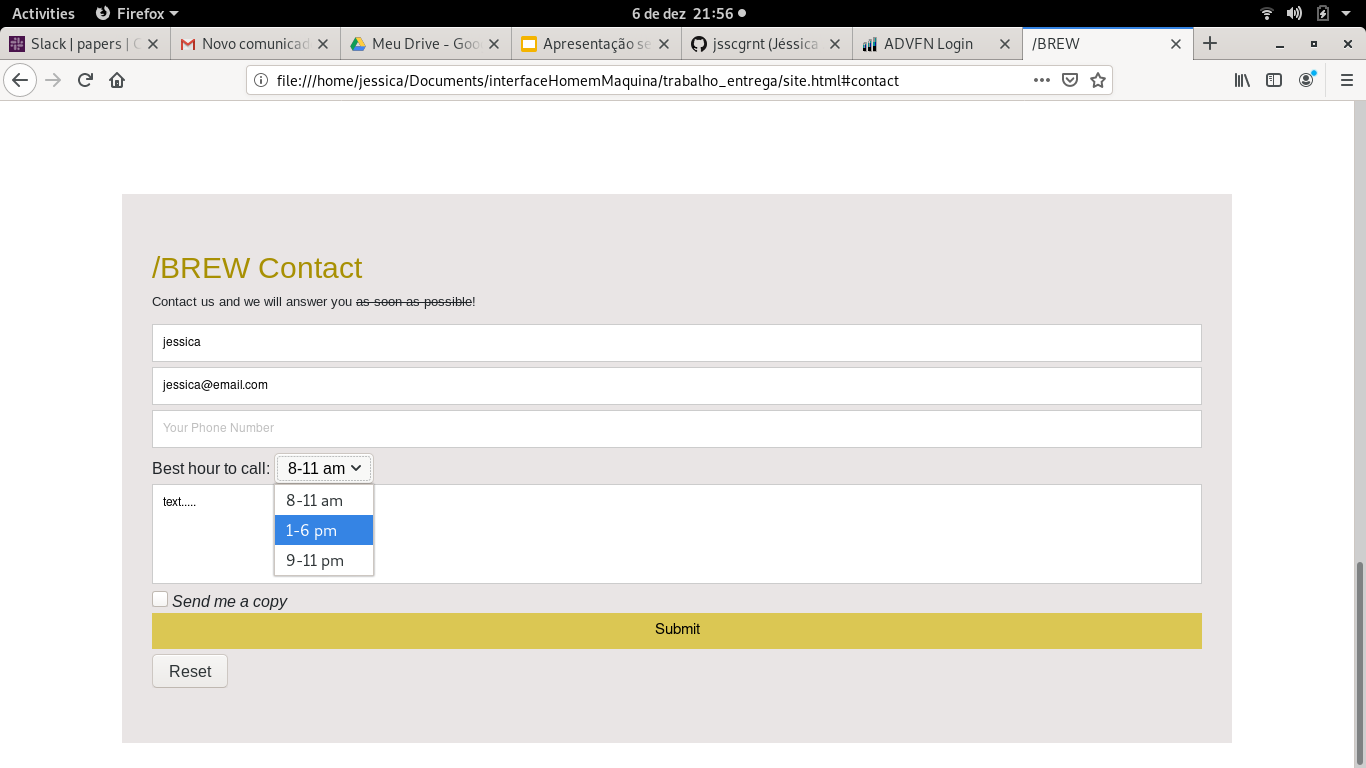 Activities Firefox 6 de dez 21:56
Slack | papers | C Novo comunicad Meu Drive - Goo Apresentação se jsscgrnt (Jéssica ADVFN Login /BREW
file:///home/jessica/Documents/interfaceHomemMaquina/trabalho_entrega/site.html#contact
/BREW Contact
Contact us and we will answer you as soon as possible!
jessica
jessica@email.com
Your Phone Number
Best hour to call: 8-11 am
8-11 am
text.....
1-6 pm
9-11 pm
Send me a copy
Submit
Reset